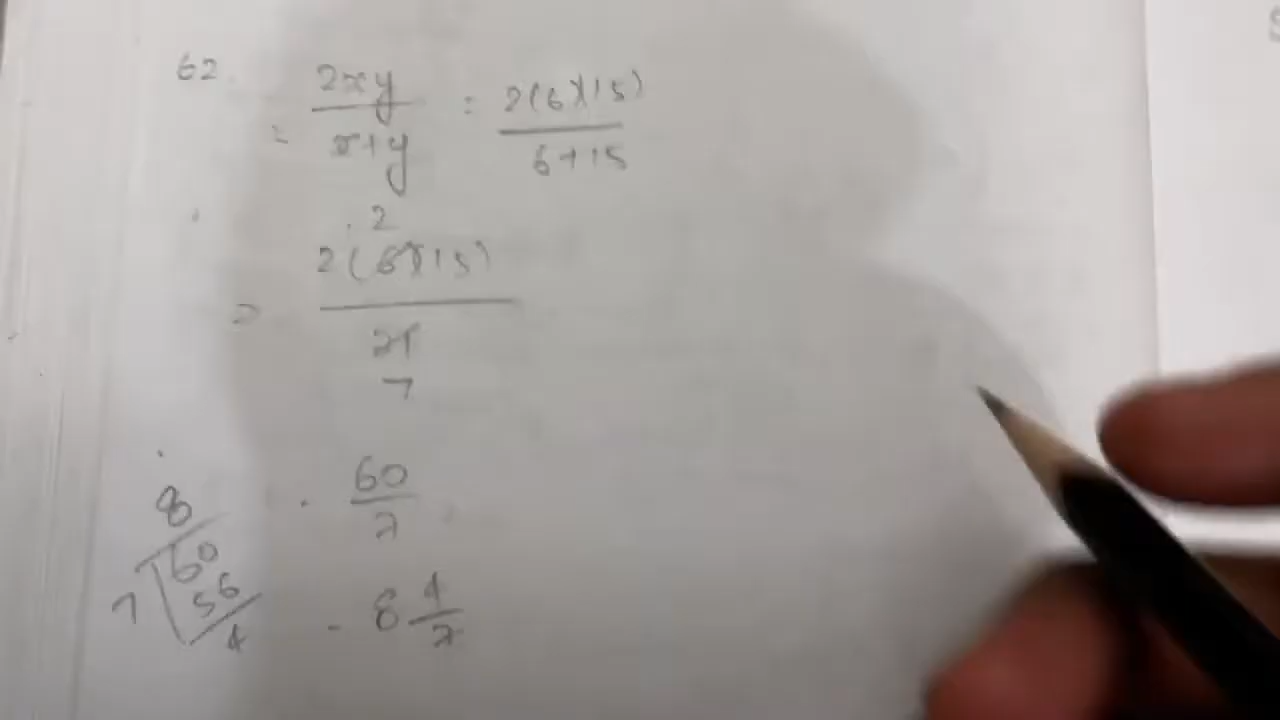 62.
= 2xy / x+y = 2(6)(15) / 6+15
2
= 2(6)(15) / 21
7
= 60 / 7
8
7 60
56
4
= 8 4/7